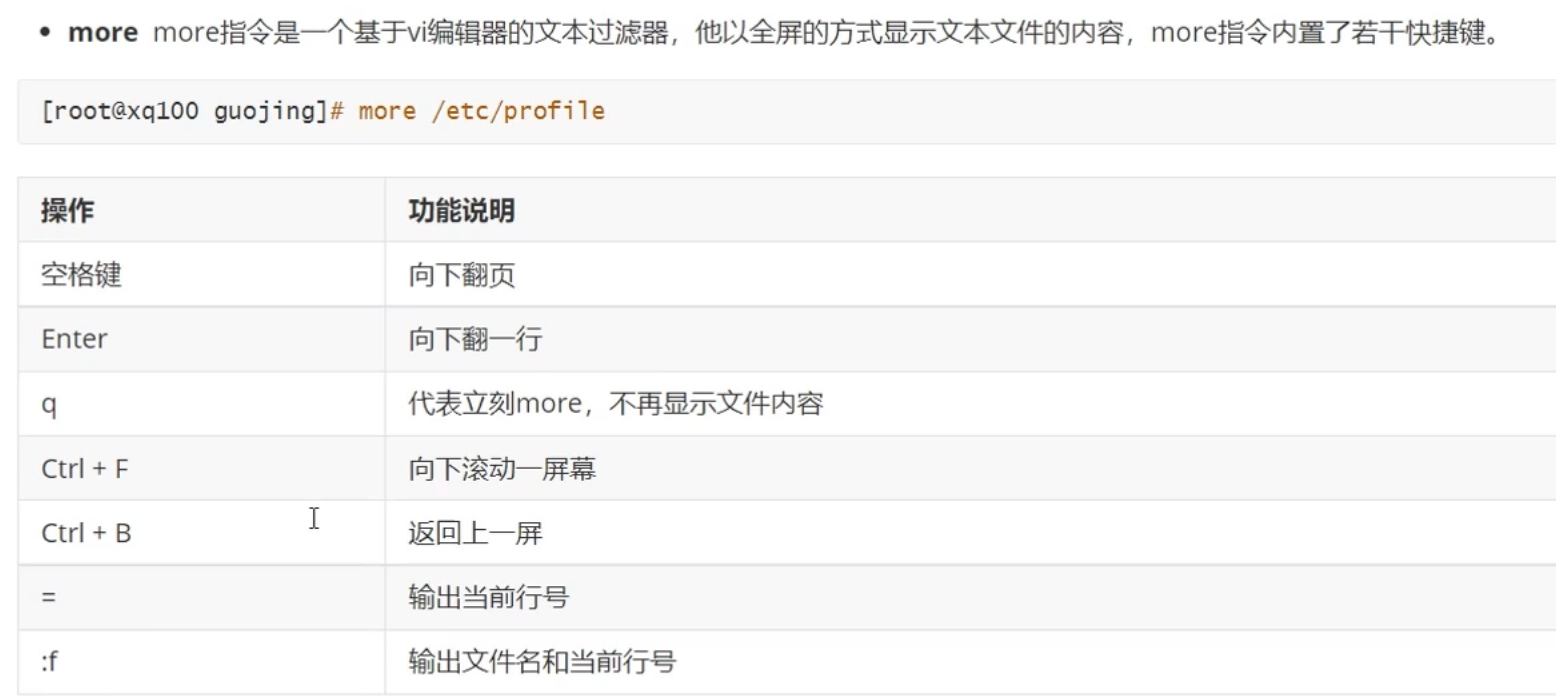 • more more指令是一个基于vi编辑器的文本过滤器，他以全屏的方式显示文本文件的内容，more指令内置了若干快捷键。
[root@xq100 guojing]# more /etc/profile
操作 功能说明
空格键 向下翻页
Enter 向下翻一行
q 代表立刻more，不再显示文件内容
Ctrl + F 向下滚动一屏幕
Ctrl + B 返回上一屏
= 输出当前行号
:f 输出文件名和当前行号